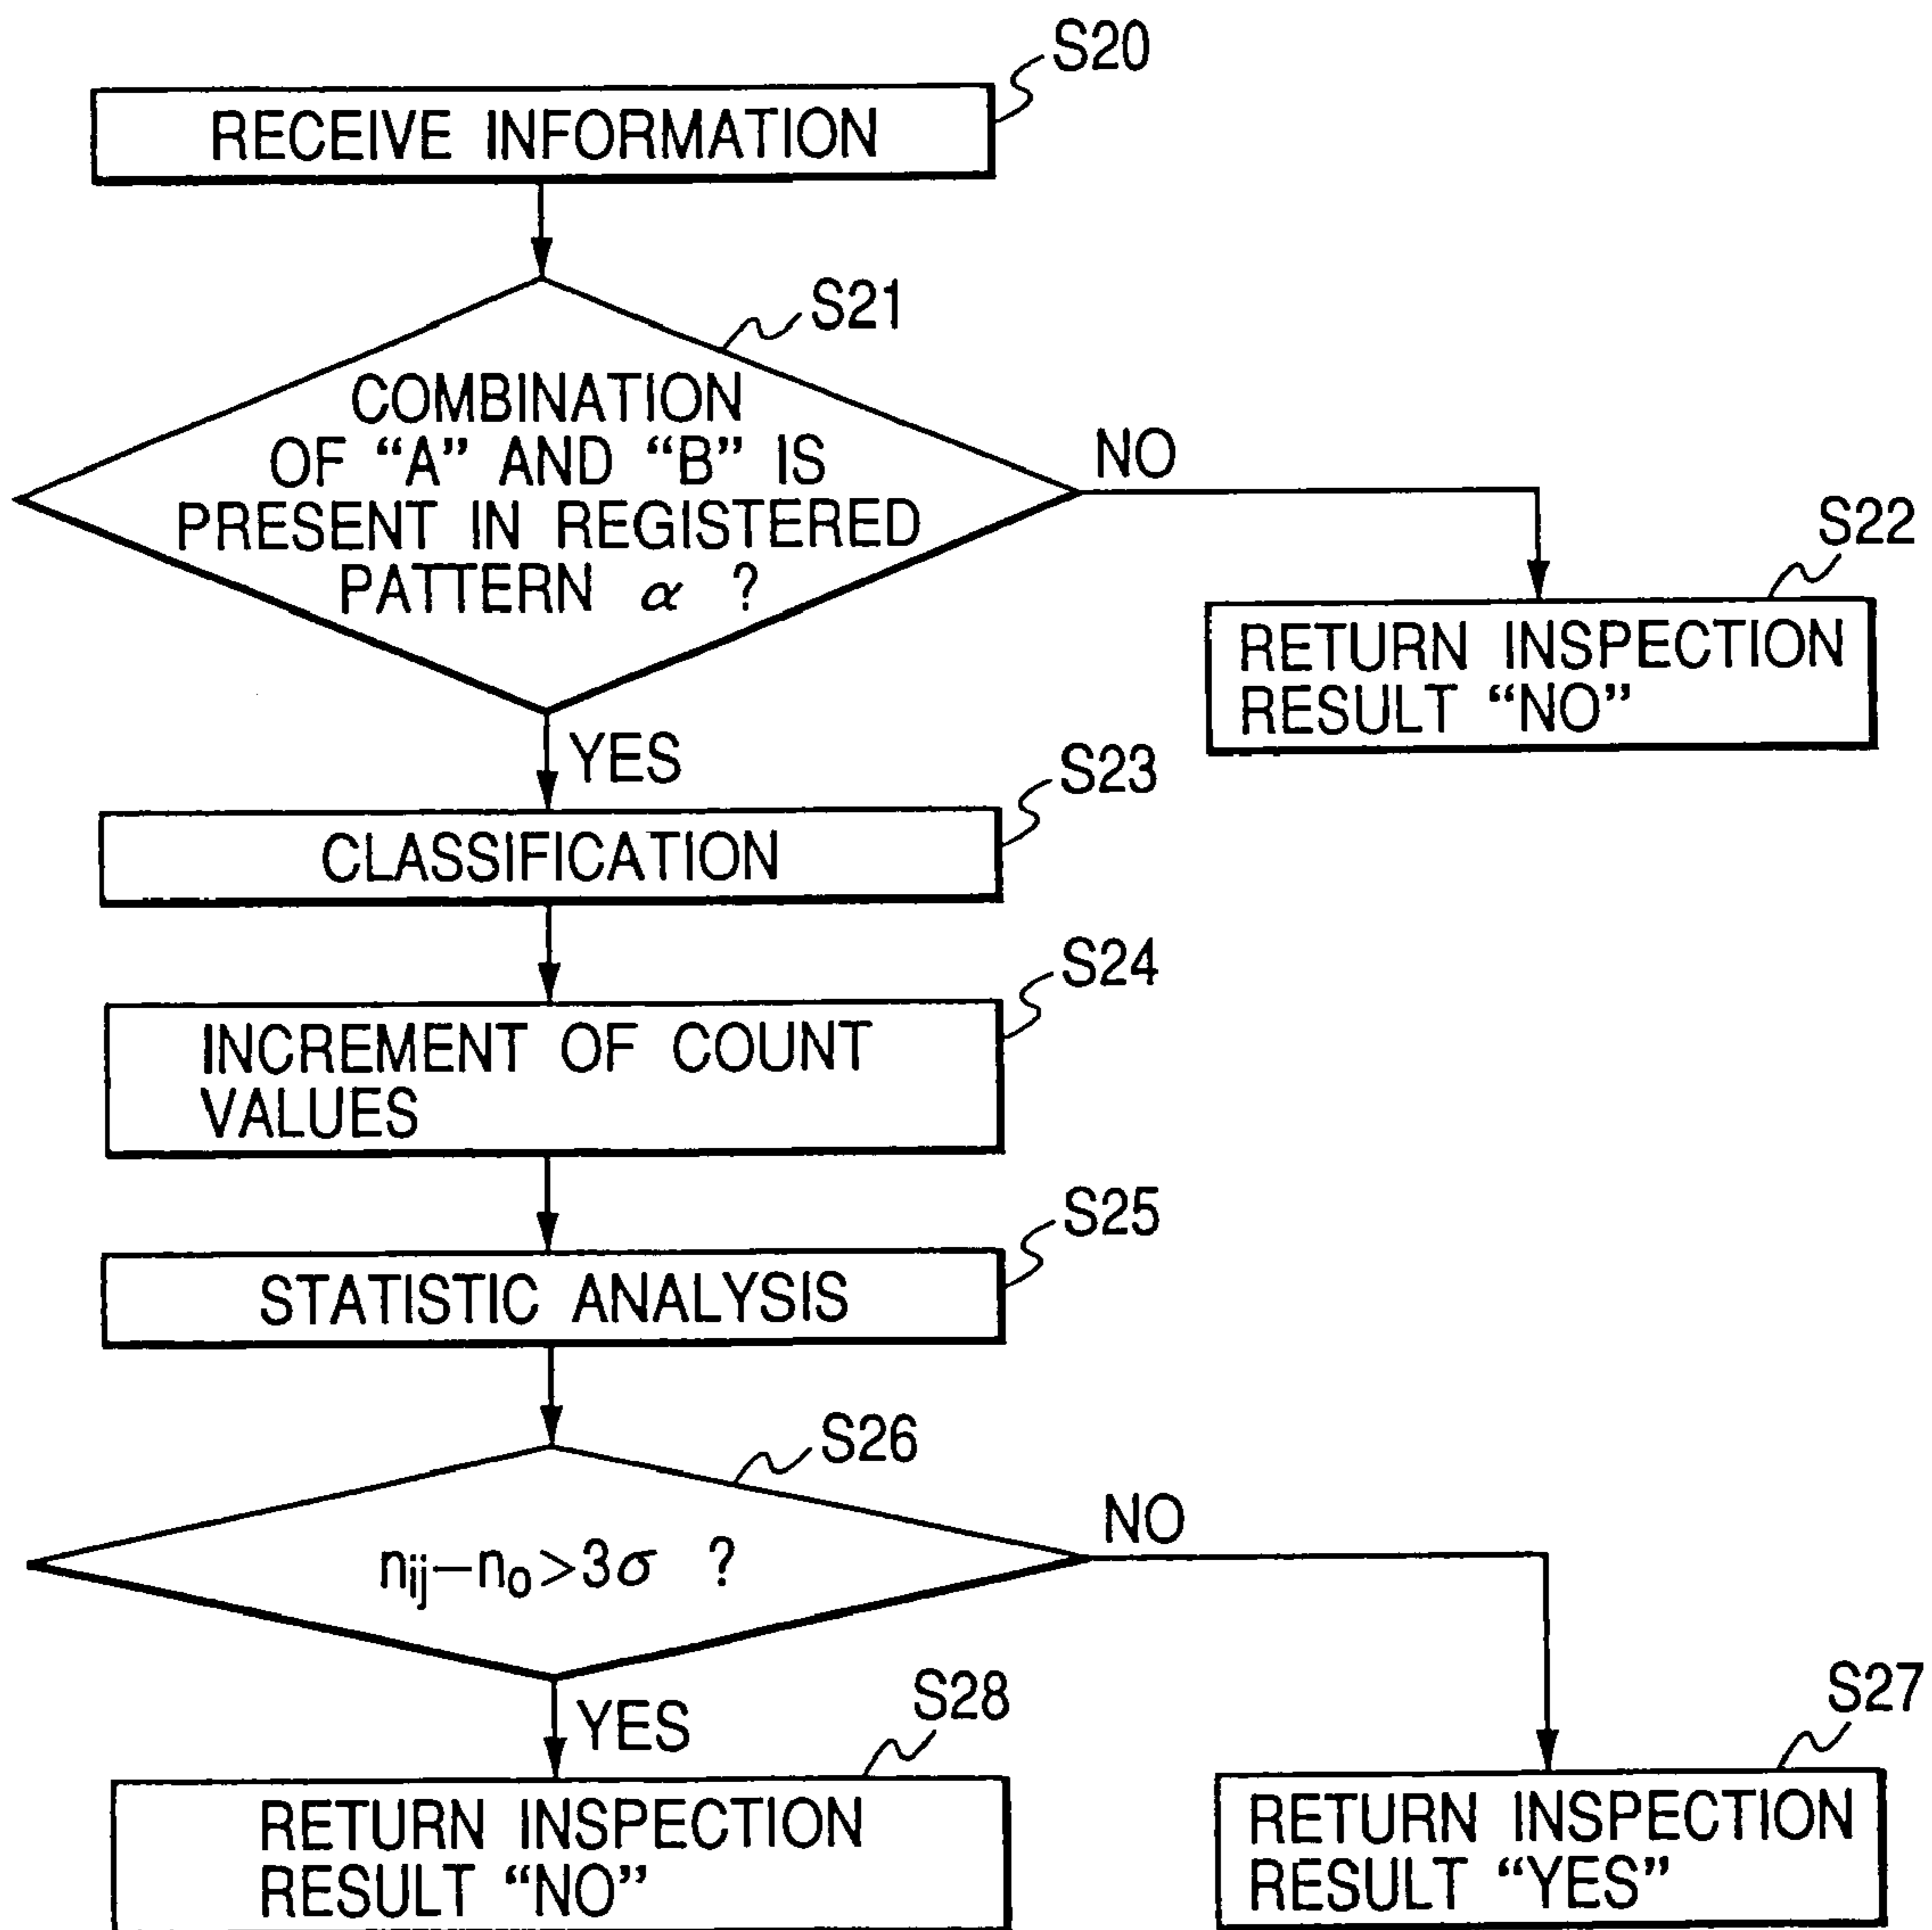 S20
RECEIVE INFORMATION
S21
COMBINATION
OF “A” AND “B” IS
PRESENT IN REGISTERED
PATTERN α ?
NO
S22
RETURN INSPECTION
RESULT “NO”
YES
S23
CLASSIFICATION
S24
INCREMENT OF COUNT
VALUES
S25
STATISTIC ANALYSIS
S26
nij−n0>3σ ?
NO
YES
S28
RETURN INSPECTION
RESULT “NO”
S27
RETURN INSPECTION
RESULT “YES”